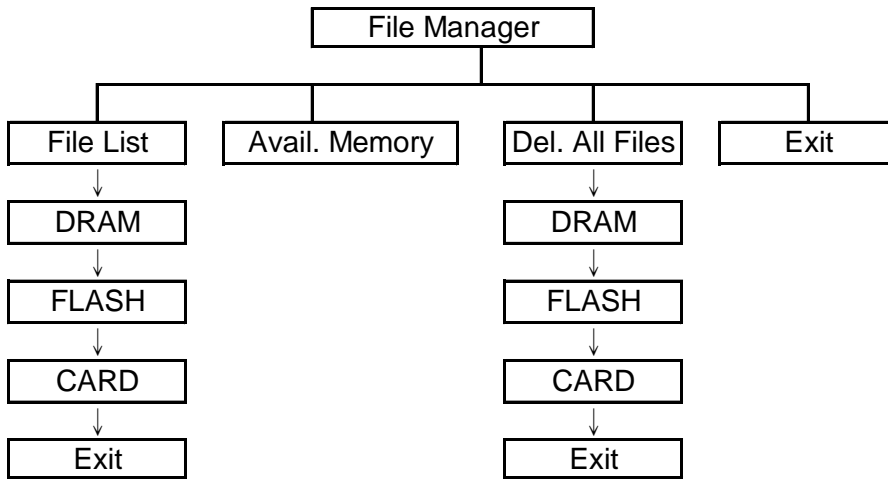 File Manager
File List
Avail. Memory
Del. All Files
Exit
DRAM
DRAM
FLASH
FLASH
CARD
CARD
Exit
Exit